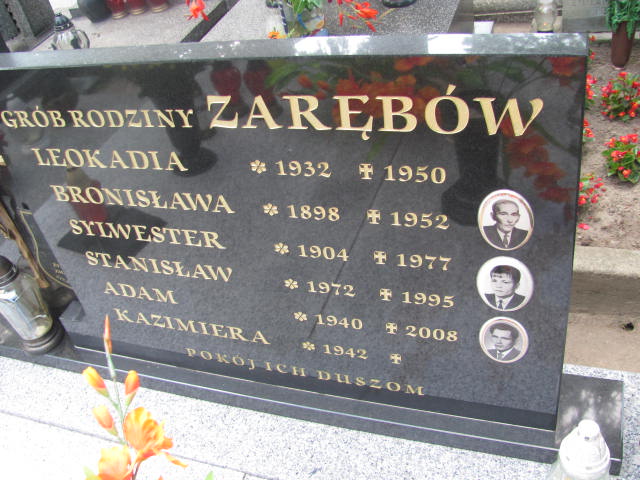 GRÓB RODZINY ZARĘBÓW
LEOKADIA * 1932 ✝ 1950
BRONISŁAWA * 1898 ✝ 1952
SYLWESTER * 1904 ✝ 1977
STANISŁAW * 1972 ✝ 1995
ADAM * 1940 ✝ 2008
KAZIMIERA * 1942 ✝
POKÓJ ICH DUSZOM